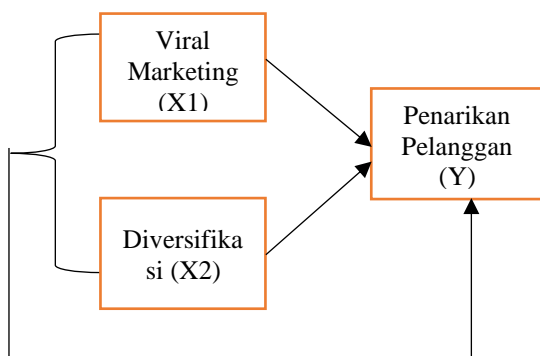 Viral
Marketing
(X1)
Penarikan
Pelanggan
(Y)
Diversifika
si (X2)